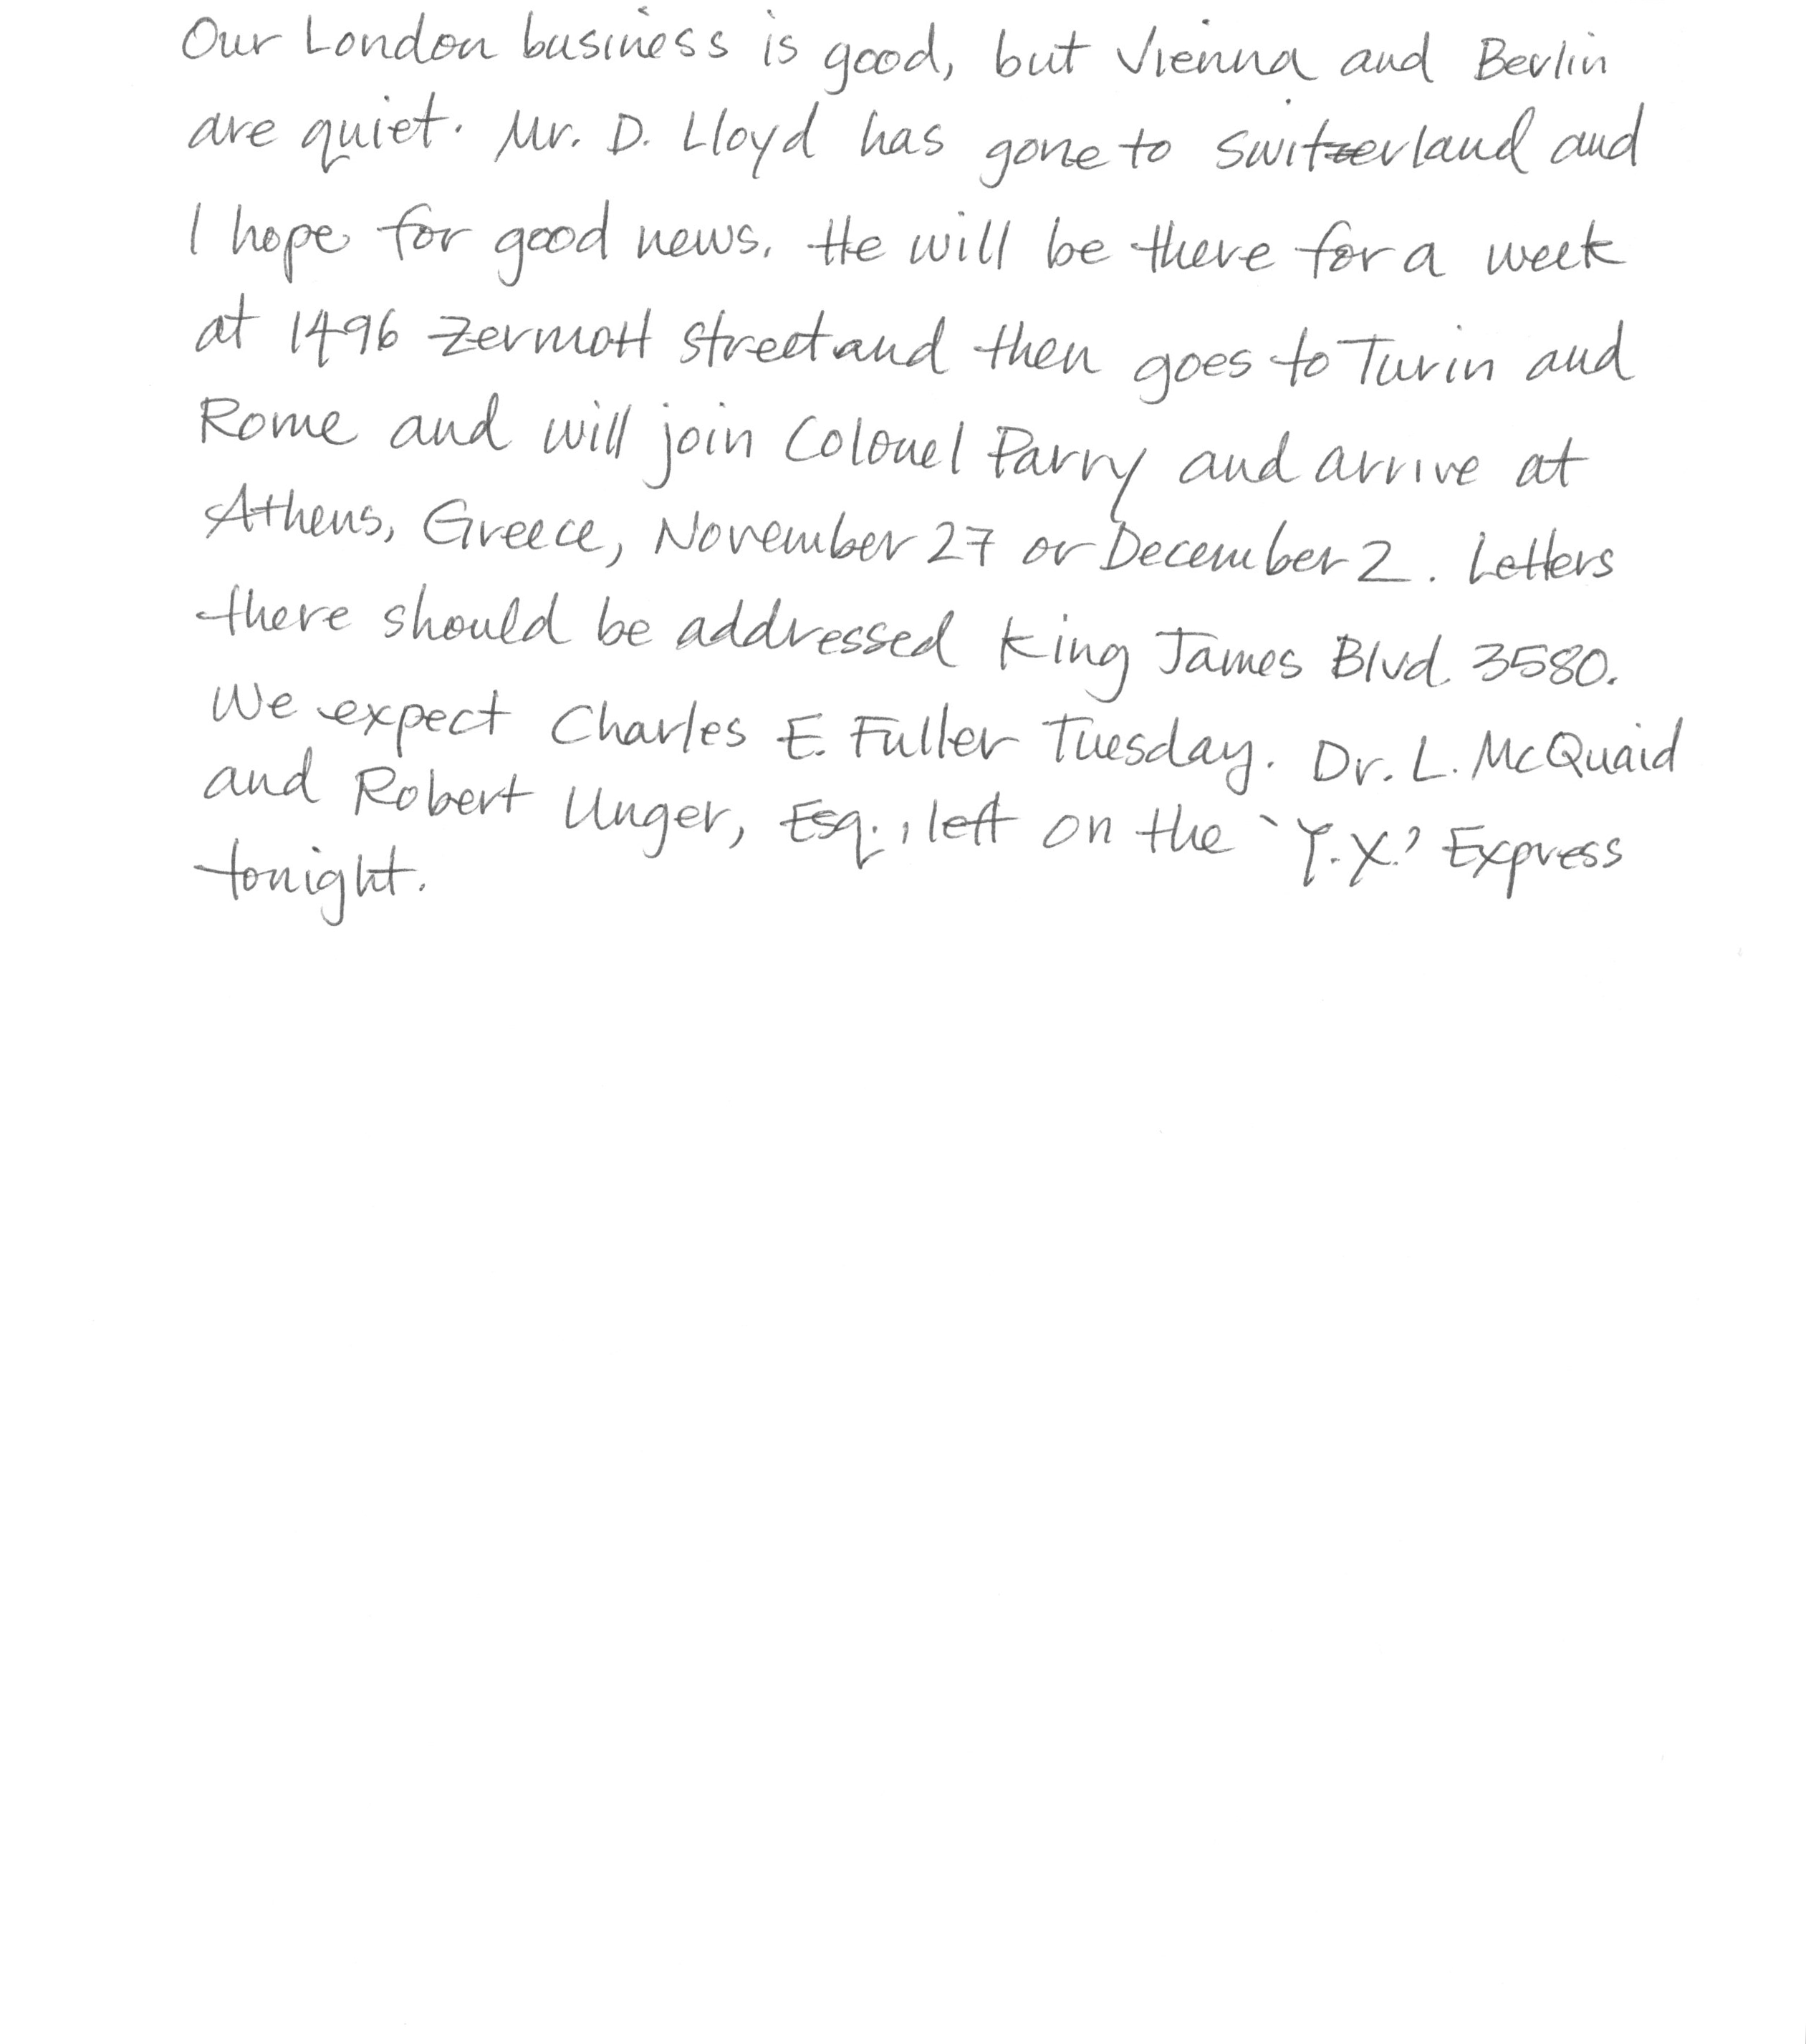 Our London business is good, but Vienna and Berlin
are quiet. Mr. D. Lloyd has gone to Switzerland and
I hope for good news. He will be there for a week
at 1496 Zermott Street and then goes to Turin and
Rome and will join Colonel Parry and arrive at
Athens, Greece, November 27 or December 2. Letters
there should be addressed King James Blvd. 3580.
We expect Charles E. Fuller Tuesday. Dr. L. McQuaid
and Robert Unger, Esq., left on the 'Y.X.' Express
tonight.